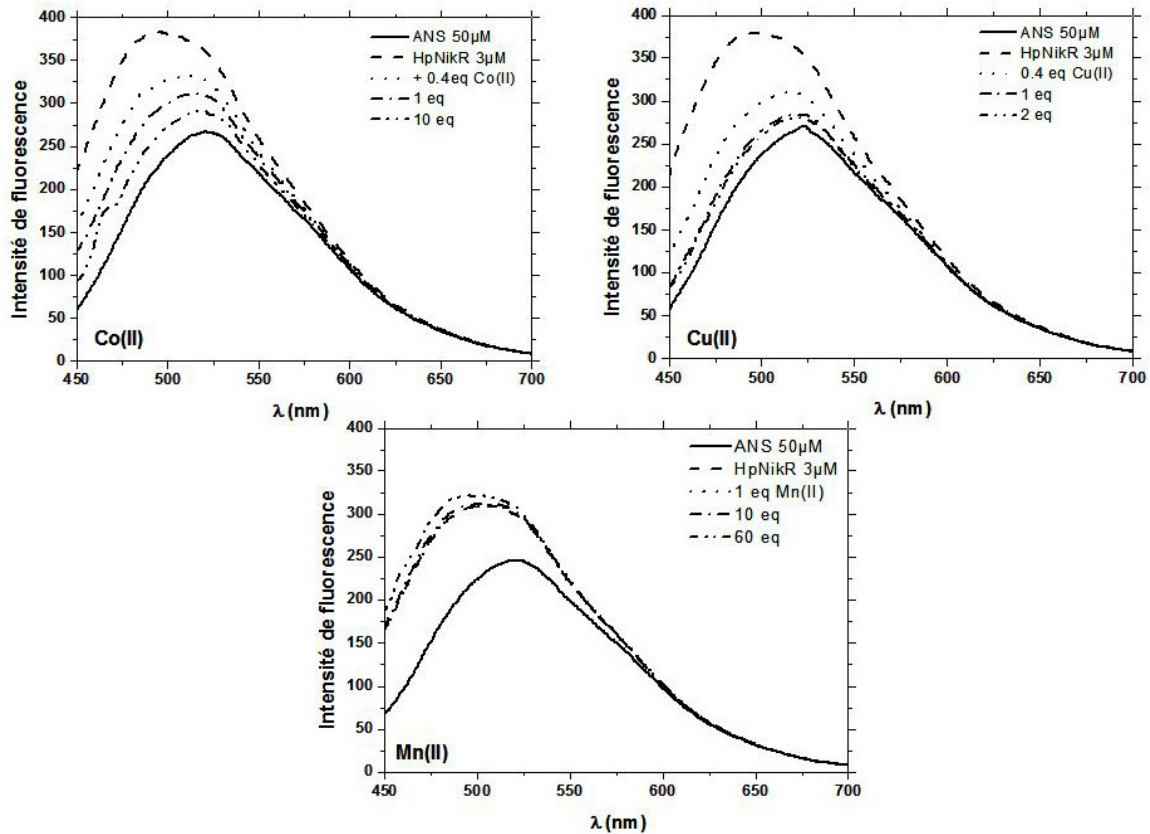 400
350
300
250
200
150
100
50
0
Intensité de fluorescence
ANS 50µM
HpNikR 3µM
+ 0.4eq Co(II)
1 eq
10 eq
Co(II)
450 500 550 600 650 700
λ (nm)
400
350
300
250
200
150
100
50
0
Intensité de fluorescence
ANS 50µM
HpNikR 3µM
0.4 eq Cu(II)
1 eq
2 eq
Cu(II)
450 500 550 600 650 700
λ (nm)
400
350
300
250
200
150
100
50
0
Intensité de fluorescence
ANS 50µM
HpNikR 3µM
1 eq Mn(II)
10 eq
60 eq
Mn(II)
450 500 550 600 650 700
λ (nm)